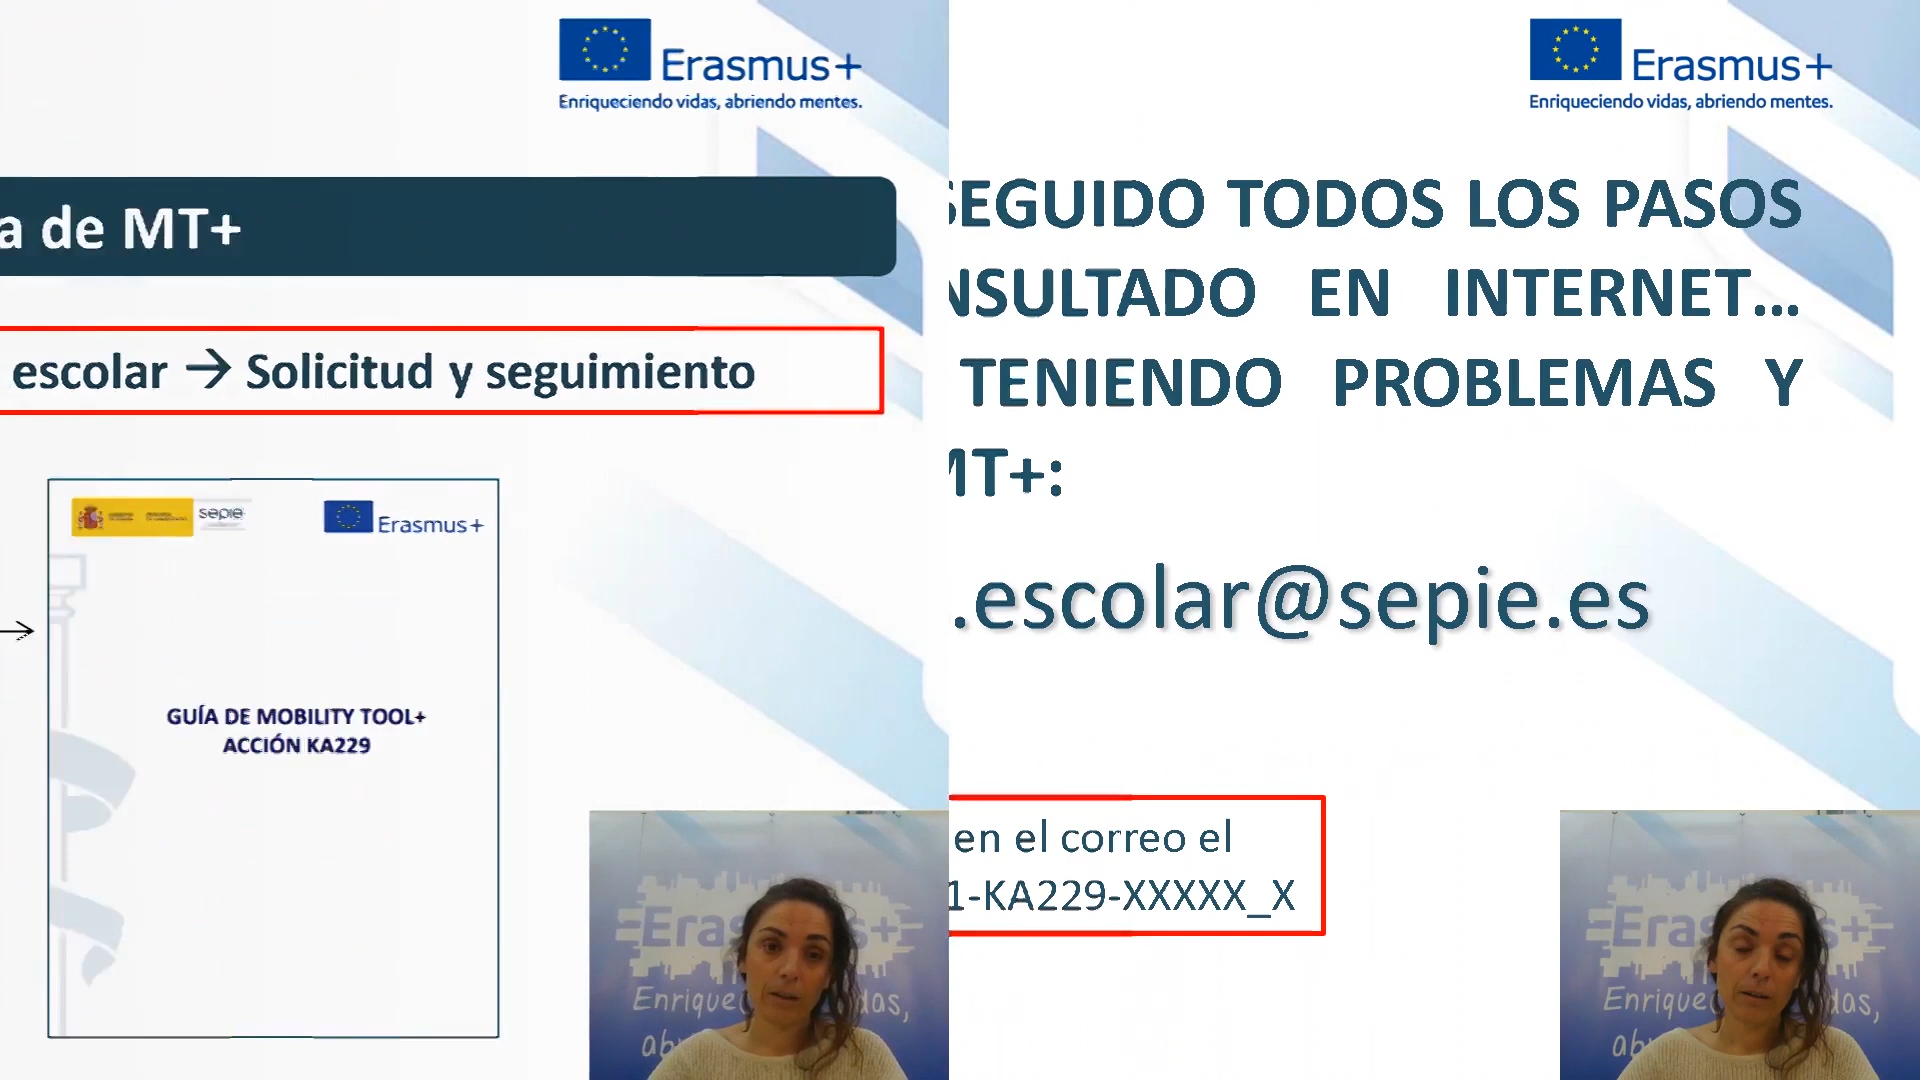 Erasmus+
Enriqueciendo vidas, abriendo mentes.
a de MT+
escolar → Solicitud y seguimiento
sepie
Erasmus+
GUÍA DE MOBILITY TOOL+
ACCIÓN KA229
Erasmus+
Enriqueciendo vidas, abriendo mentes.
SEGUIDO TODOS LOS PASOS
NSULTADO EN INTERNET...
TENIENDO PROBLEMAS Y
MT+:
.escolar@sepie.es
en el correo el
1-KA229-XXXXX_X